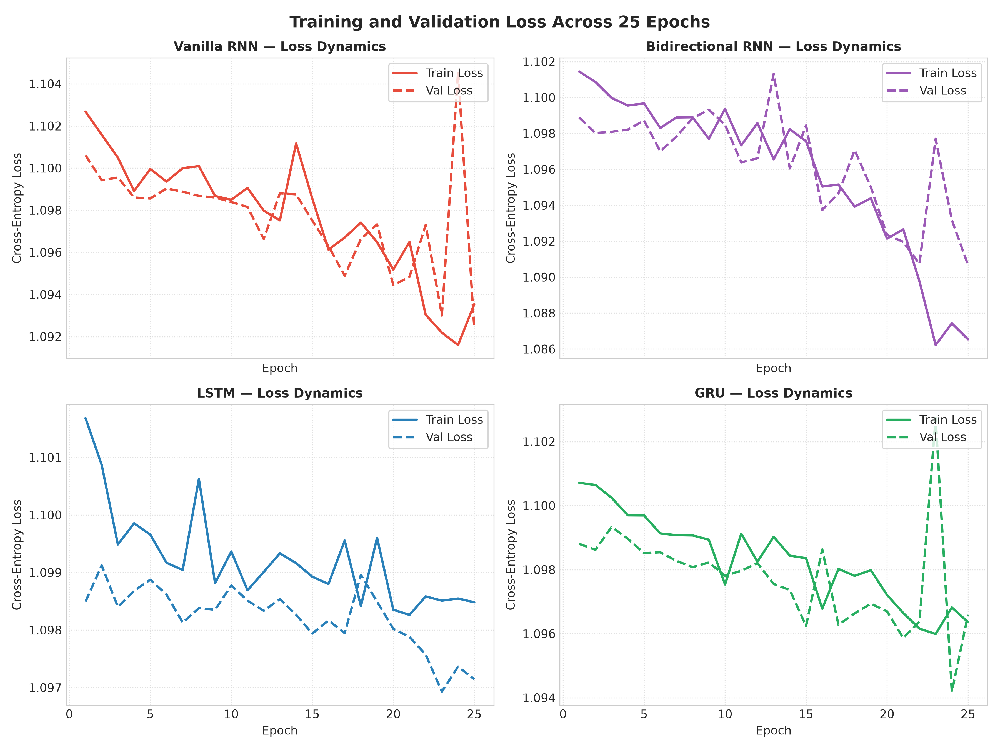 Training and Validation Loss Across 25 Epochs
Vanilla RNN — Loss Dynamics
Train Loss
Val Loss
1.104
1.102
1.100
1.098
1.096
1.094
1.092
Cross-Entropy Loss
Epoch
Bidirectional RNN — Loss Dynamics
Train Loss
Val Loss
1.102
1.100
1.098
1.096
1.094
1.092
1.090
1.088
1.086
Cross-Entropy Loss
Epoch
LSTM — Loss Dynamics
Train Loss
Val Loss
1.101
1.100
1.099
1.098
1.097
Cross-Entropy Loss
0 5 10 15 20 25
Epoch
GRU — Loss Dynamics
Train Loss
Val Loss
1.102
1.100
1.098
1.096
1.094
Cross-Entropy Loss
0 5 10 15 20 25
Epoch